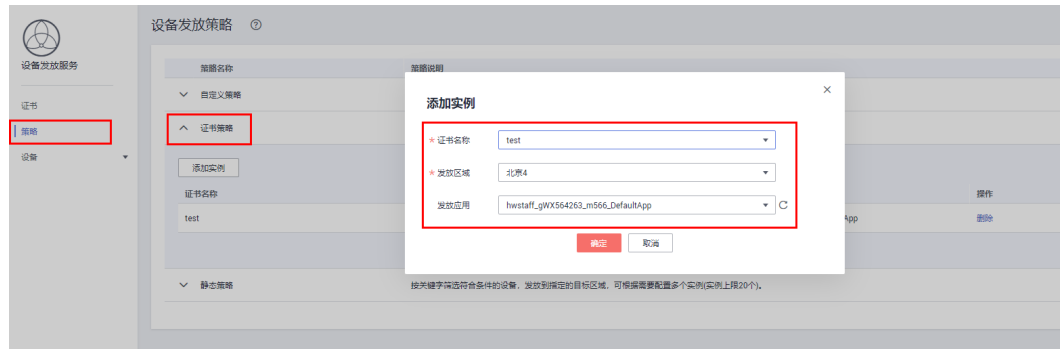 设备发放策略
设备发放服务
证书
策略
设备
策略名称 策略说明
自定义策略
证书策略
添加实例
证书名称 操作
test App 删除
静态策略 按关键字筛选符合条件的设备，发放到指定的目标区域，可根据需要配置多个实例(实例上限20个)。
添加实例
* 证书名称 test
* 发放区域 北京4
发放应用 hwstaff_gWX564263_m566_DefaultApp
确定 取消